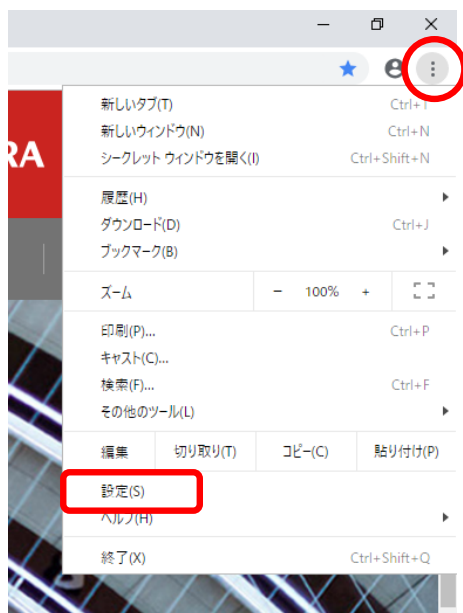 RA
新しいタブ(T) Ctrl+T
新しいウィンドウ(N) Ctrl+N
シークレット ウィンドウを開く(I) Ctrl+Shift+N
履歴(H)
ダウンロード(D) Ctrl+J
ブックマーク(B)
ズーム - 100% +
印刷(P)... Ctrl+P
キャスト(C)...
検索(F)... Ctrl+F
その他のツール(L)
編集 切り取り(T) コピー(C) 貼り付け(P)
設定(S)
ヘルプ(H)
終了(X) Ctrl+Shift+Q